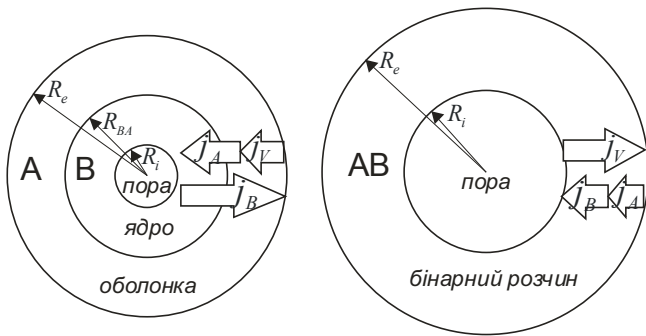 R_e
R_BA
R_i
A
B
пора
j_A
j_V
j_B
ядро
оболонка
R_e
R_i
AB
пора
j_V
j_B
j_A
бінарний розчин